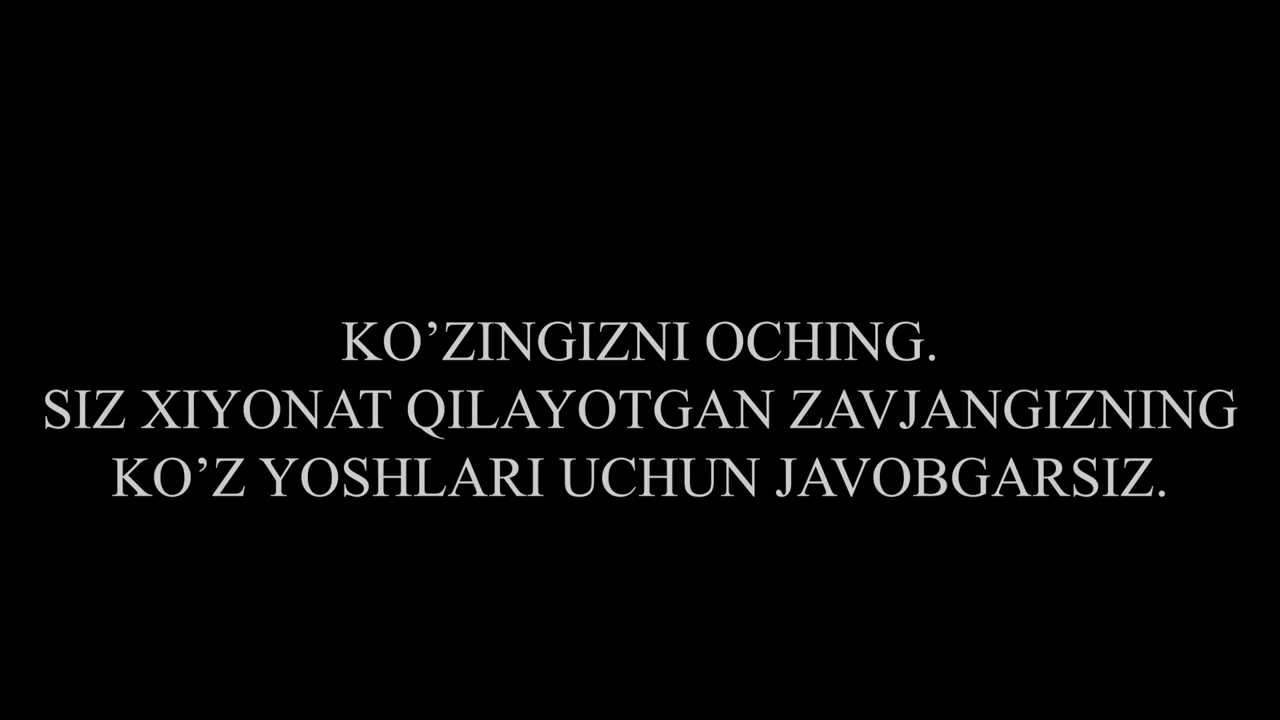 KO’ZINGIZNI OCHING.
SIZ XIYONAT QILAYOTGAN ZAVJANGIZNING
KO’Z YOSHLARI UCHUN JAVOBGARSIZ.